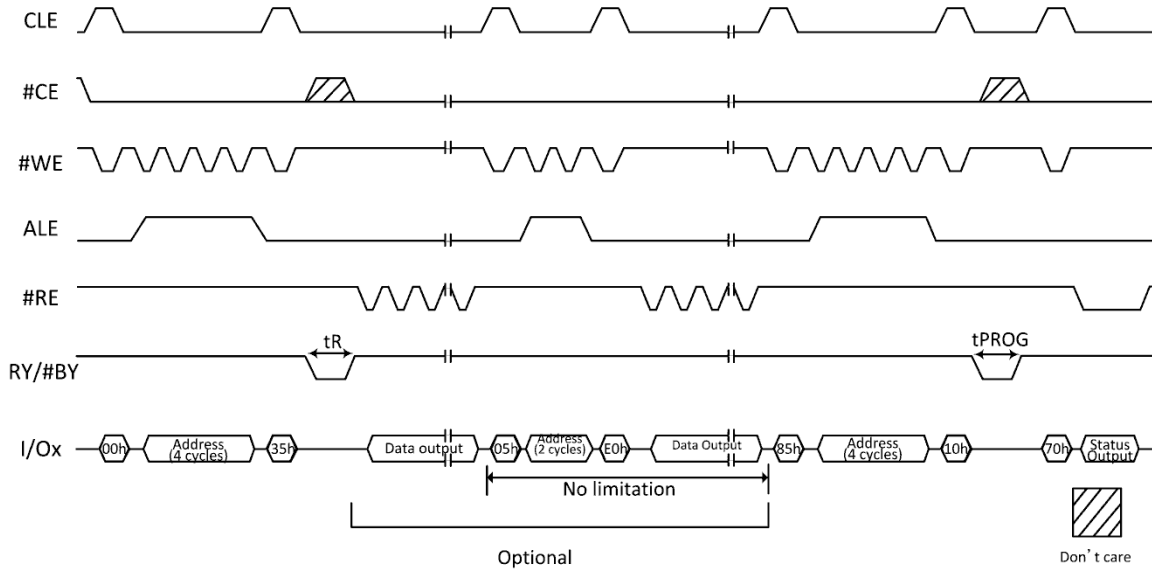 CLE
#CE
#WE
ALE
#RE
tR
tPROG
RY/#BY
I/Ox
00h
Address
(4 cycles)
35h
Data output
05h
Address
(2 cycles)
E0h
Data Output
85h
Address
(4 cycles)
10h
70h
Status
Output
No limitation
Optional
Don't care